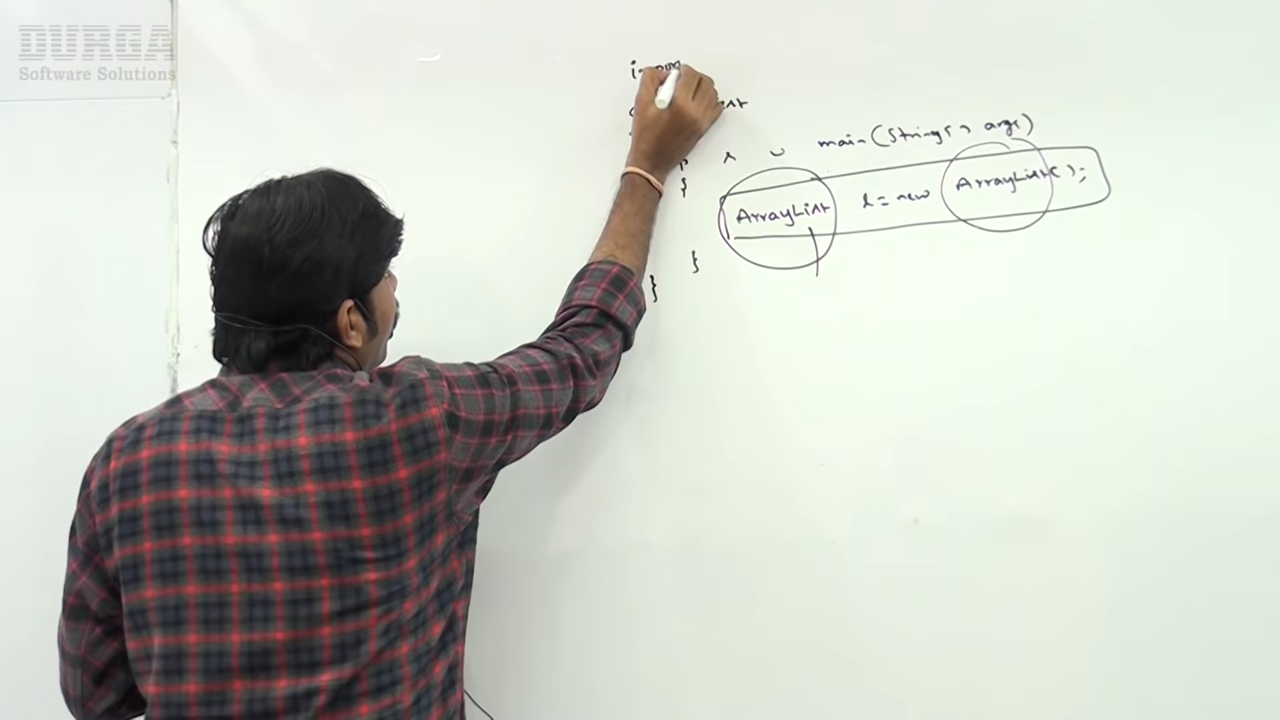 DURGA
Software Solutions
main(String[] args)
{
ArrayList l = new ArrayList();
}
}